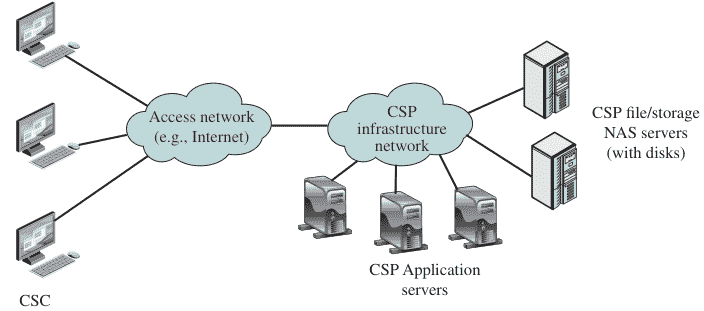 Access network
(e.g., Internet)
CSP
infrastructure
network
CSP file/storage
NAS servers
(with disks)
CSP Application
servers
CSC